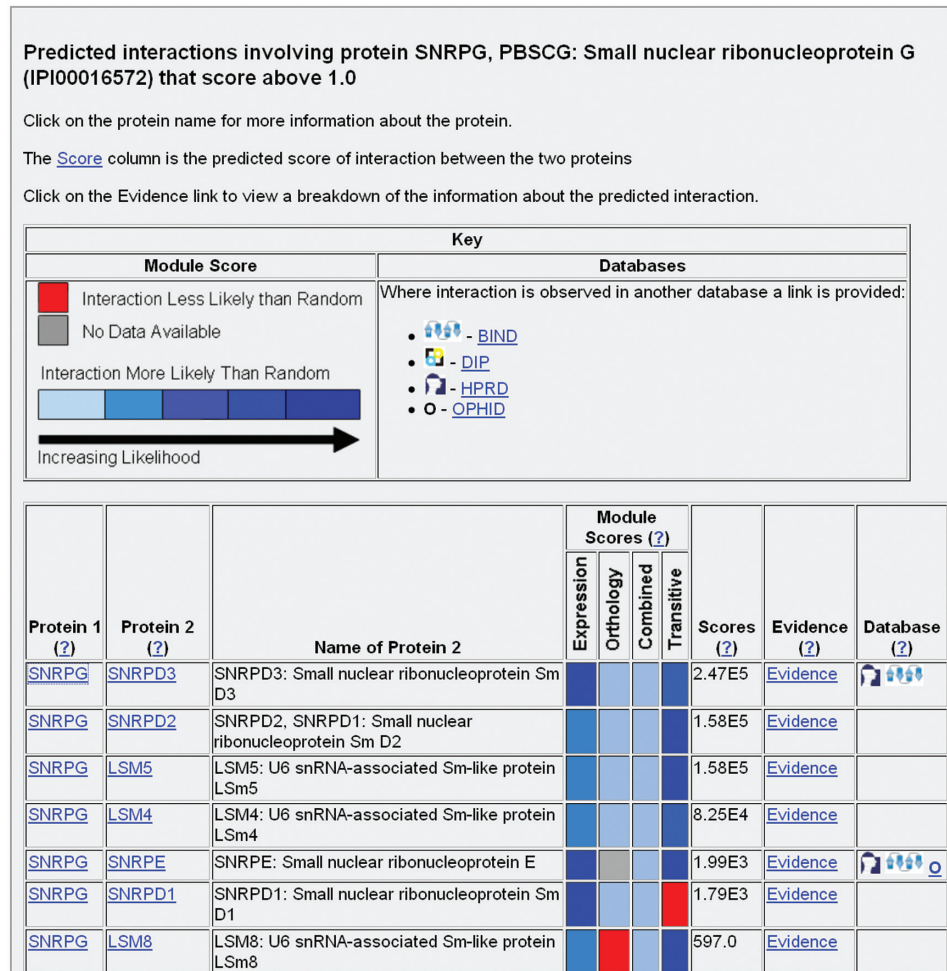 Predicted interactions involving protein SNRPG, PBSCG: Small nuclear ribonucleoprotein G
(IPI00016572) that score above 1.0
Click on the protein name for more information about the protein.
The Score column is the predicted score of interaction between the two proteins
Click on the Evidence link to view a breakdown of the information about the predicted interaction.
Key
Module Score
Databases
Interaction Less Likely than Random
No Data Available
Interaction More Likely Than Random
Increasing Likelihood
Where interaction is observed in another database a link is provided:
• - BIND
• - DIP
• - HPRD
• O - OPHID
Module
Scores (?)
Protein 1
(?)
Protein 2
(?)
Name of Protein 2
Expression
Orthology
Combined
Transitive
Scores
(?)
Evidence
(?)
Database
(?)
SNRPG SNRPD3 SNRPD3: Small nuclear ribonucleoprotein Sm 2.47E5 Evidence
D3
SNRPG SNRPD2 SNRPD2, SNRPD1: Small nuclear 1.58E5 Evidence
ribonucleoprotein Sm D2
SNRPG LSM5 LSM5: U6 snRNA-associated Sm-like protein 1.58E5 Evidence
LSm5
SNRPG LSM4 LSM4: U6 snRNA-associated Sm-like protein 8.25E4 Evidence
LSm4
SNRPG SNRPE SNRPE: Small nuclear ribonucleoprotein E 1.99E3 Evidence O
SNRPG SNRPD1 SNRPD1: Small nuclear ribonucleoprotein Sm 1.79E3 Evidence
D1
SNRPG LSM8 LSM8: U6 snRNA-associated Sm-like protein 597.0 Evidence
LSm8